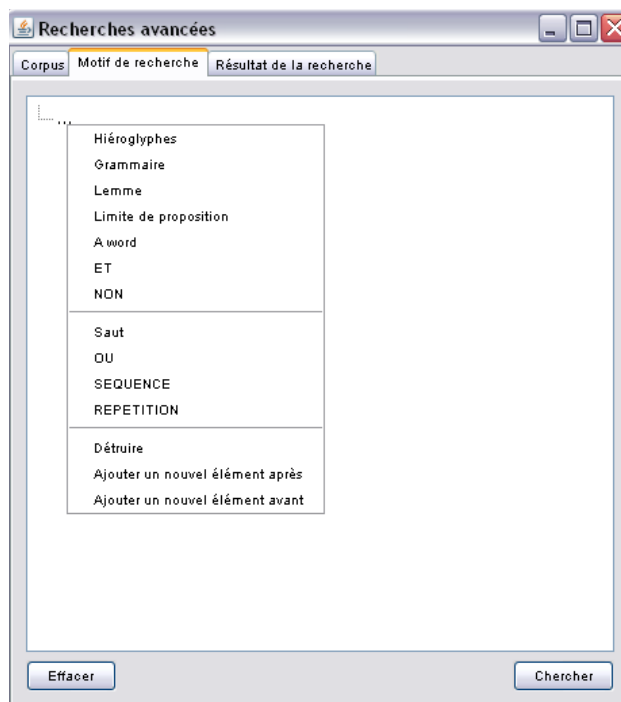 Recherches avancées
Corpus Motif de recherche Résultat de la recherche
...
Hiéroglyphes
Grammaire
Lemme
Limite de proposition
A word
ET
NON
Saut
OU
SEQUENCE
REPETITION
Détruire
Ajouter un nouvel élément après
Ajouter un nouvel élément avant
Effacer Chercher